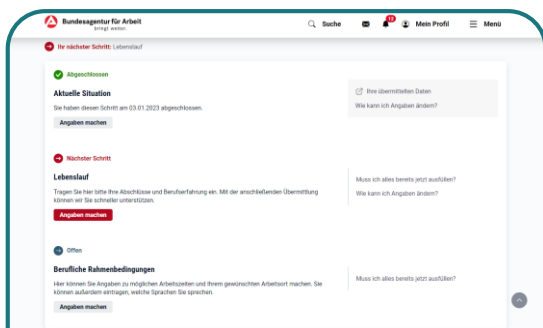 Bundesagentur für Arbeit
bringt weiter.
Suche
12
Mein Profil
Menü
Ihr nächster Schritt: Lebenslauf
Abgeschlossen
Aktuelle Situation
Sie haben diesen Schritt am 03.01.2023 abgeschlossen.
Angaben machen
Ihre übermittelten Daten
Wie kann ich Angaben ändern?
Nächster Schritt
Lebenslauf
Tragen Sie hier bitte Ihre Abschlüsse und Berufserfahrung ein. Mit der anschließenden Übermittlung
können wir Sie schneller unterstützen.
Angaben machen
Muss ich alles bereits jetzt ausfüllen?
Wie kann ich Angaben ändern?
Offen
Berufliche Rahmenbedingungen
Hier können Sie Angaben zu möglichen Arbeitszeiten und Ihrem gewünschten Arbeitsort machen. Sie
können außerdem eintragen, welche Sprachen Sie sprechen.
Angaben machen
Muss ich alles bereits jetzt ausfüllen?